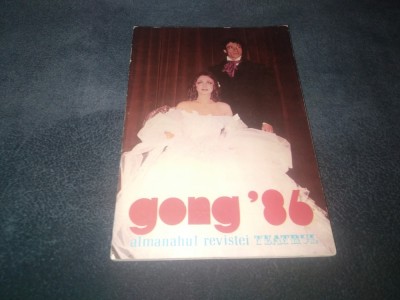 gong '86
almanahul revistei TEATRUL